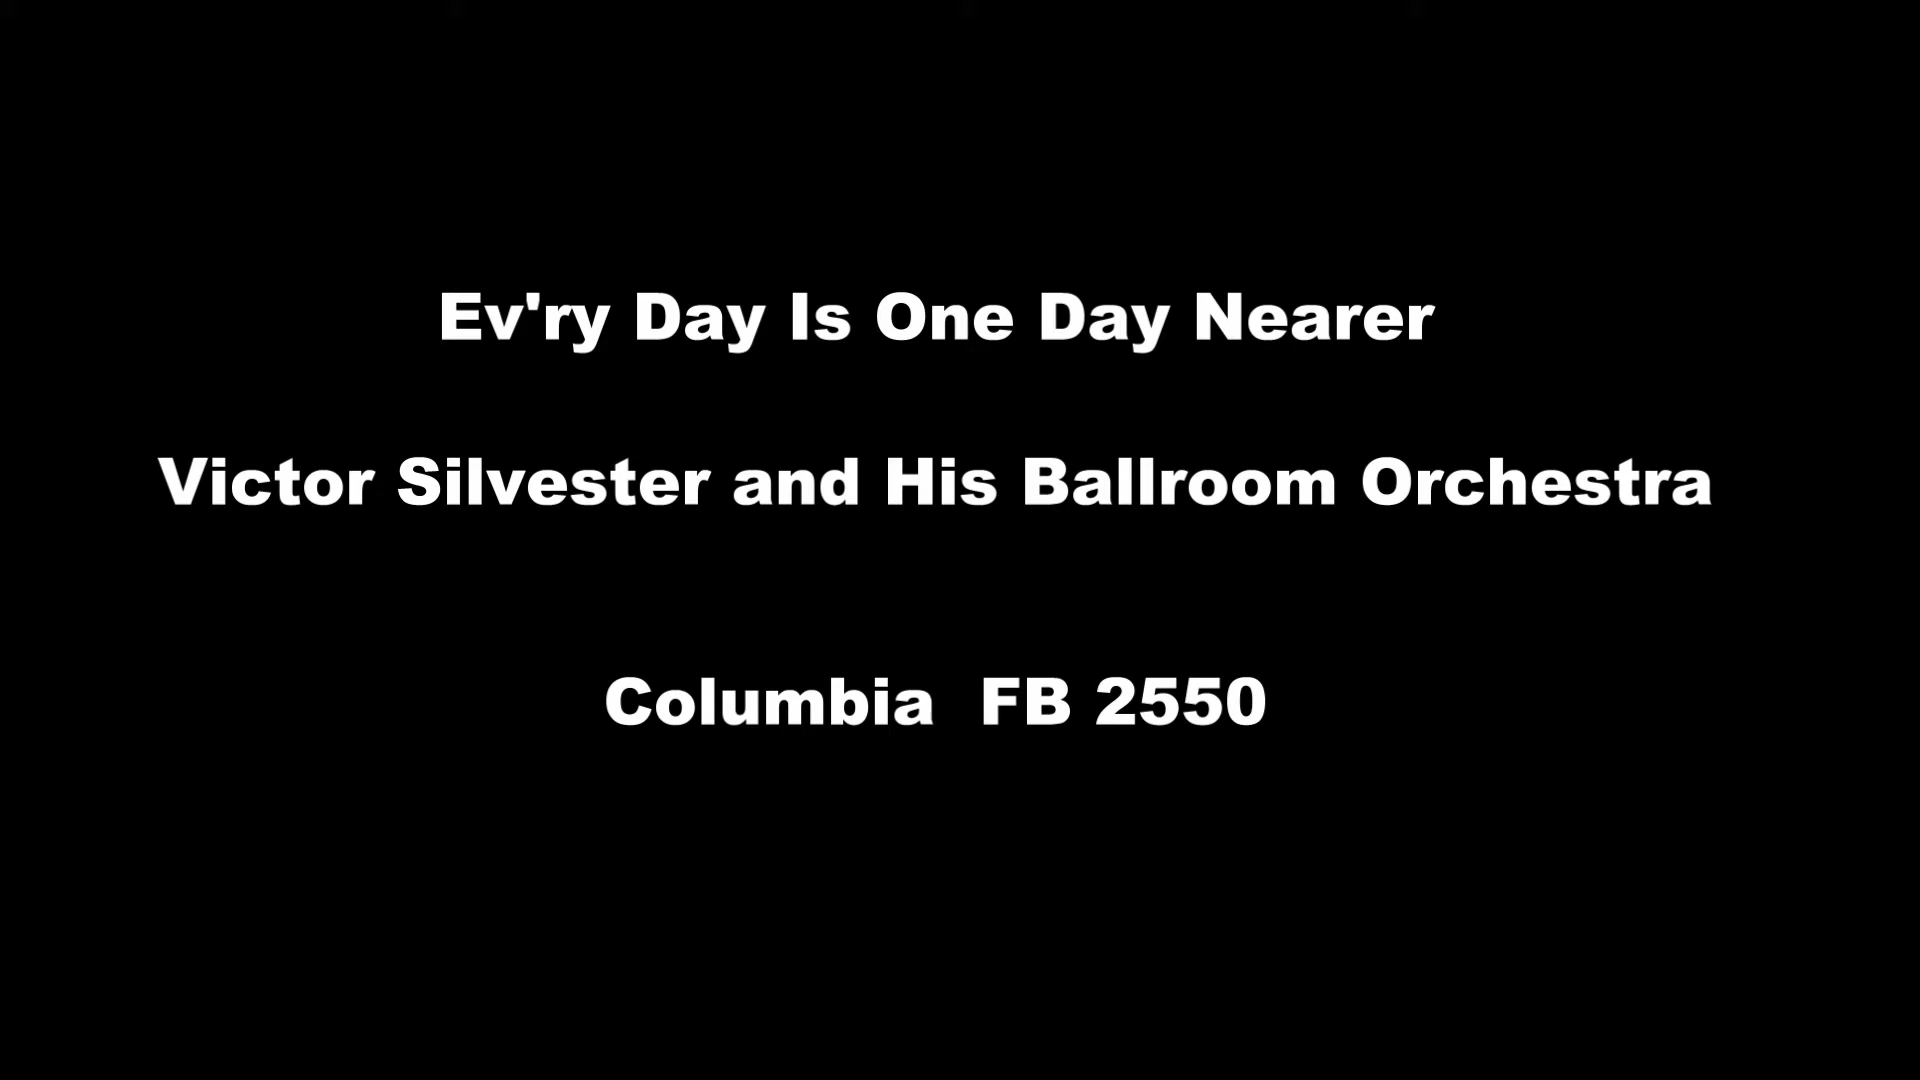 Ev'ry Day Is One Day Nearer
Victor Silvester and His Ballroom Orchestra
Columbia  FB 2550